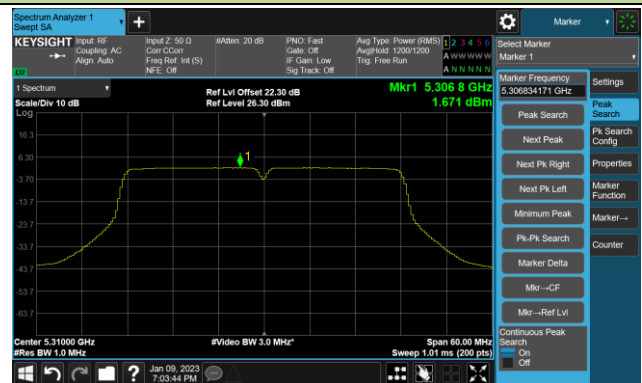 Spectrum Analyzer 1
Swept SA
+
Marker
KEYSIGHT
Input: RF
Coupling: AC
Align: Auto
Input Z: 50 Ω
Corr CCorr
Freq Ref: Int (S)
NFE: Off
#Atten: 20 dB
PNO: Fast
Gate: Off
IF Gain: Low
Sig Track: Off
Avg Type: Power (RMS)
Avg|Hold: 1200/1200
Trig: Free Run
1 2 3 4 5 6
A W W W W W
A N N N N N
Select Marker
Marker 1
LW
1 Spectrum
Scale/Div 10 dB
Log
Ref Lvl Offset 22.30 dB
Ref Level 26.30 dBm
Mkr1 5.306 8 GHz
1.671 dBm
16.3
6.30
-3.70
-13.7
-23.7
-33.7
-43.7
-53.7
-63.7
1
Center 5.31000 GHz
#Res BW 1.0 MHz
#Video BW 3.0 MHz*
Span 60.00 MHz
Sweep 1.01 ms (200 pts)
Marker Frequency
5.306834171 GHz
Peak Search
Next Peak
Next Pk Right
Next Pk Left
Minimum Peak
Pk-Pk Search
Marker Delta
Mkr→CF
Mkr→Ref Lvl
Continuous Peak
Search
On
Off
Settings
Peak
Search
Pk Search
Config
Properties
Marker
Function
Marker→
Counter
?
Jan 09, 2023
7:03:44 PM